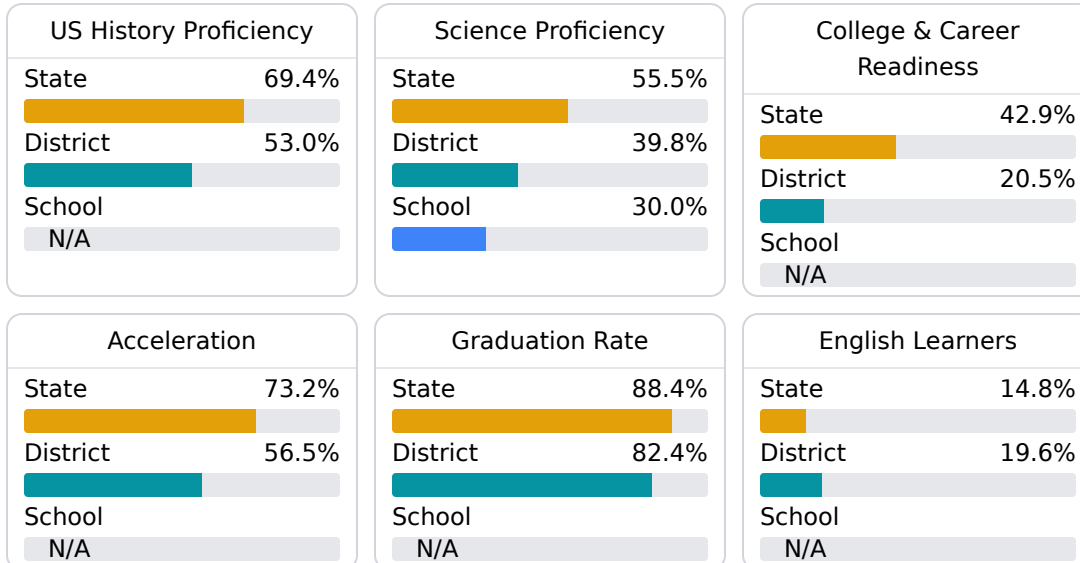 US History Proficiency
State 69.4%
District 53.0%
School
N/A
Science Proficiency
State 55.5%
District 39.8%
School 30.0%
College & Career
Readiness
State 42.9%
District 20.5%
School
N/A
Acceleration
State 73.2%
District 56.5%
School
N/A
Graduation Rate
State 88.4%
District 82.4%
School
N/A
English Learners
State 14.8%
District 19.6%
School
N/A